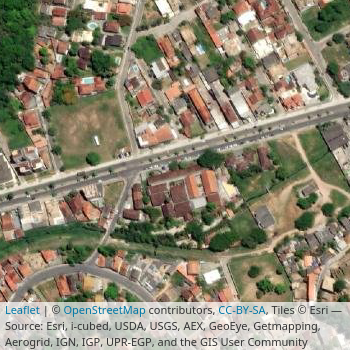 Leaflet | © OpenStreetMap contributors, CC-BY-SA, Tiles © Esri —
Source: Esri, i-cubed, USDA, USGS, AEX, GeoEye, Getmapping,
Aerogrid, IGN, IGP, UPR-EGP, and the GIS User Community